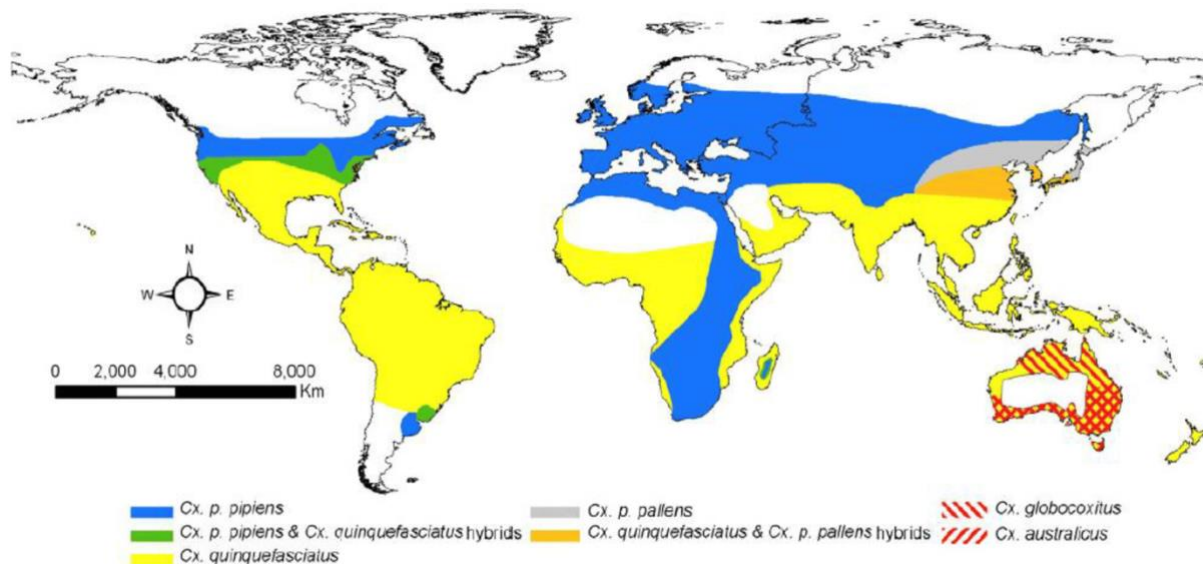 N
W E
S
0 2,000 4,000 8,000
Km
Cx. p. pipiens
Cx. p. pipiens & Cx. quinquefasciatus hybrids
Cx. quinquefasciatus
Cx. p. pallens
Cx. quinquefasciatus & Cx. p. pallens hybrids
Cx. globocoxitus
Cx. australicus